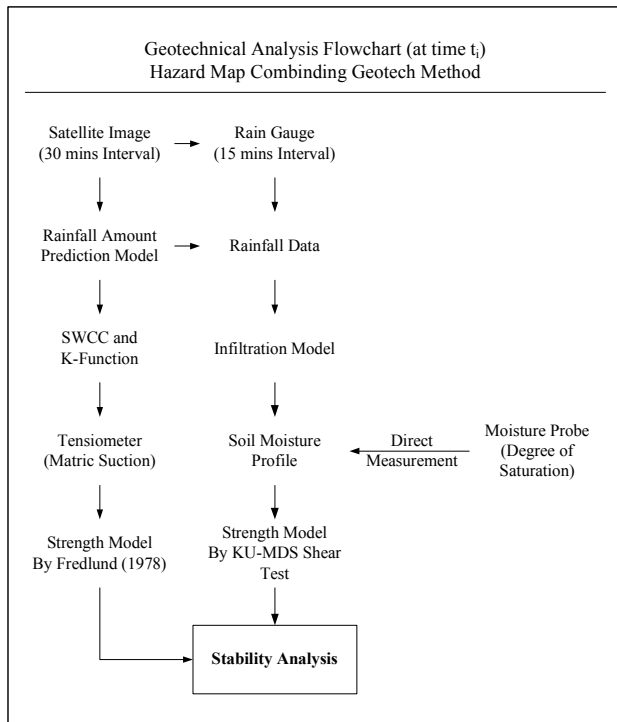 Geotechnical Analysis Flowchart (at time ti)
Hazard Map Combinding Geotech Method
Satellite Image
(30 mins Interval)
Rain Gauge
(15 mins Interval)
Rainfall Amount
Prediction Model
Rainfall Data
SWCC and
K-Function
Infiltration Model
Tensiometer
(Matric Suction)
Soil Moisture
Profile
Direct
Measurement
Moisture Probe
(Degree of
Saturation)
Strength Model
By Fredlund (1978)
Strength Model
By KU-MDS Shear
Test
Stability Analysis